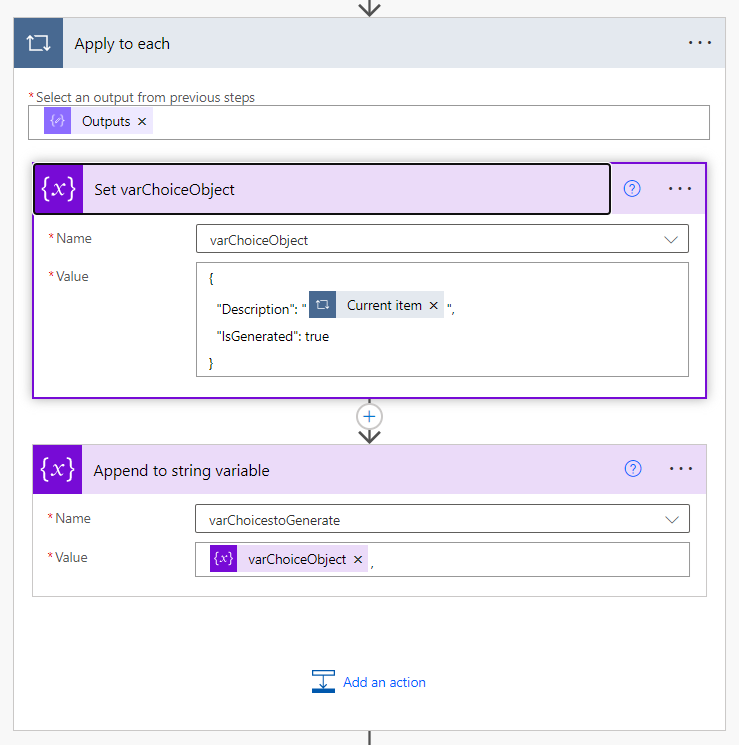 Apply to each
* Select an output from previous steps
Outputs ×
{x} Set varChoiceObject
* Name varChoiceObject
* Value {
"Description": " Current item × ",
"IsGenerated": true
}
{x} Append to string variable
* Name varChoicestoGenerate
* Value {x} varChoiceObject × ,
Add an action